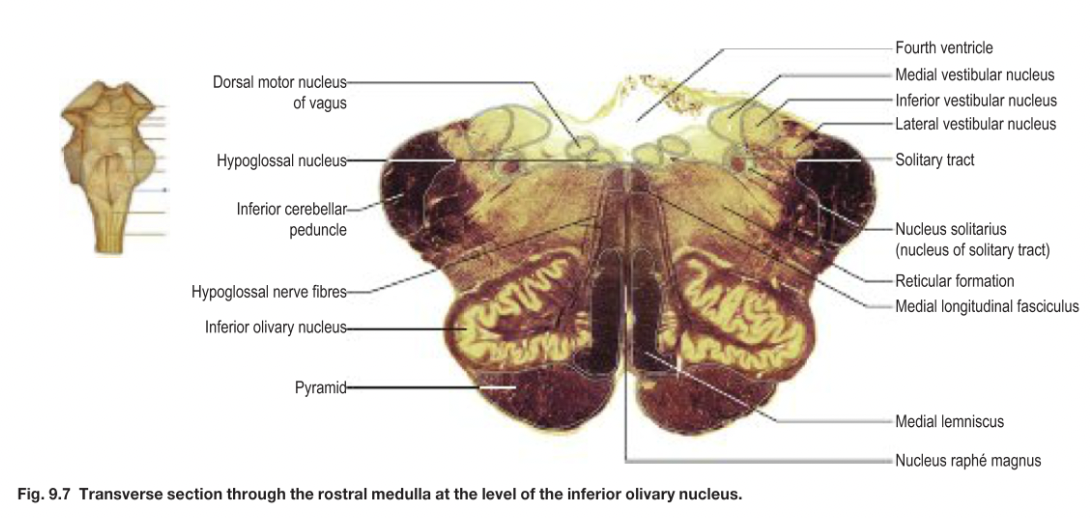 Dorsal motor nucleus
of vagus
Hypoglossal nucleus
Inferior cerebellar
peduncle
Hypoglossal nerve fibres
Inferior olivary nucleus
Pyramid
Fourth ventricle
Medial vestibular nucleus
Inferior vestibular nucleus
Lateral vestibular nucleus
Solitary tract
Nucleus solitarius
(nucleus of solitary tract)
Reticular formation
Medial longitudinal fasciculus
Medial lemniscus
Nucleus raphé magnus
Fig. 9.7 Transverse section through the rostral medulla at the level of the inferior olivary nucleus.